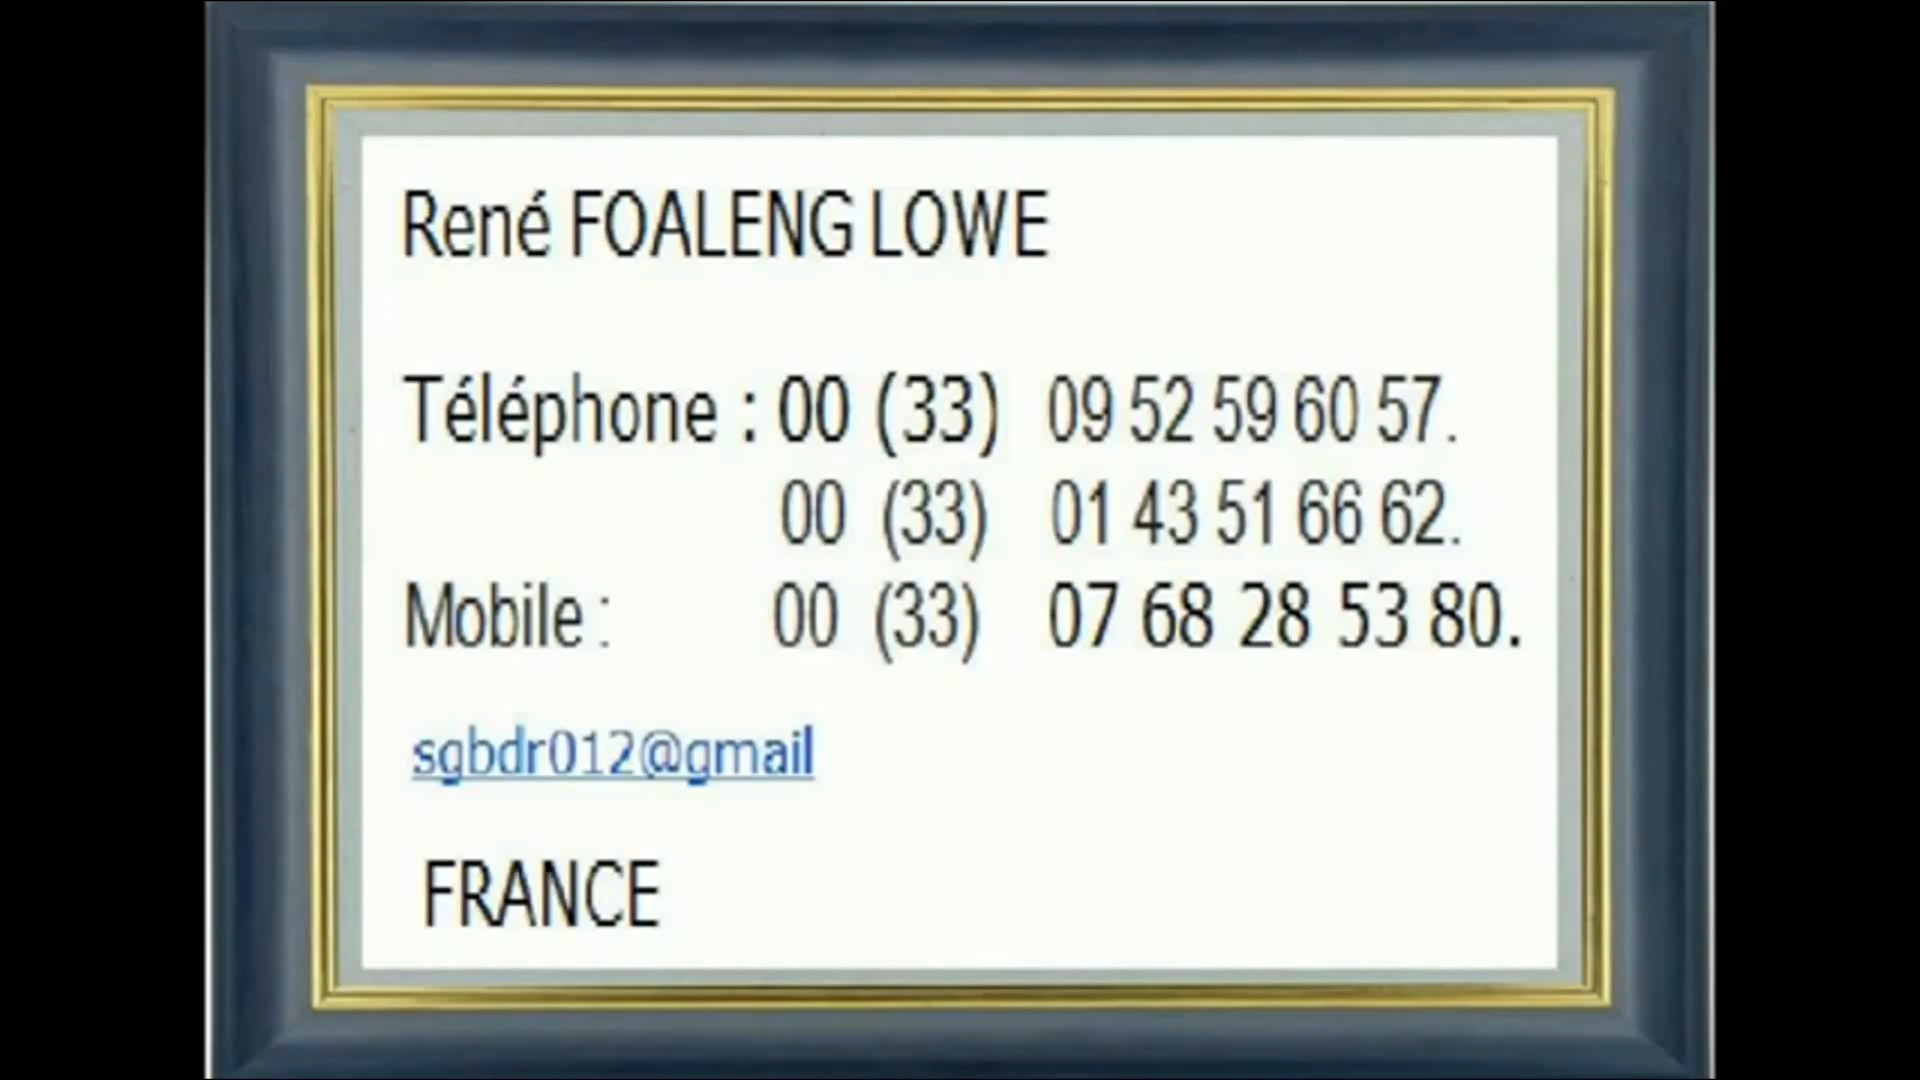 René FOALENG LOWE
Téléphone : 00 (33) 09 52 59 60 57.
00 (33) 01 43 51 66 62.
Mobile : 00 (33) 07 68 28 53 80.
sgbdr012@gmail
FRANCE